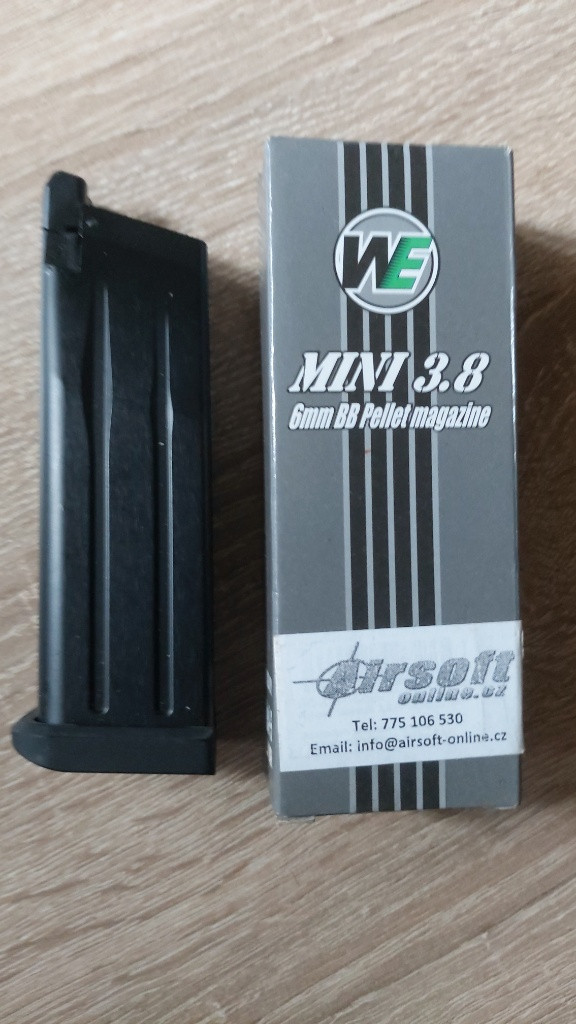 WE
MINI 3.8
6mm BB Pellet magazine
Airsoft
online.cz
Tel: 775 106 530
Email: info@airsoft-online.cz